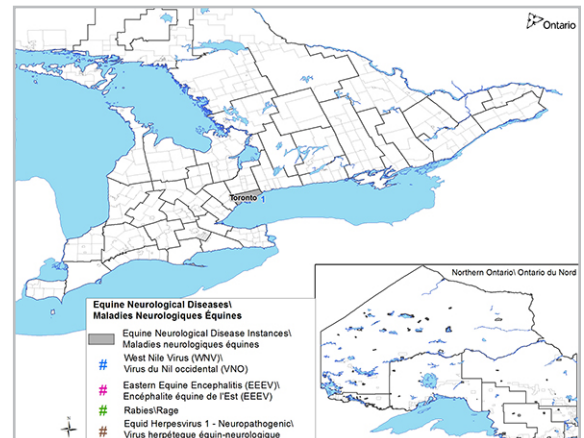 Ontario
Toronto 1
Northern Ontario\ Ontario du Nord
Equine Neurological Diseases\
Maladies Neurologiques Équines
Equine Neurological Disease Instances\
Maladies neurologiques équines
# West Nile Virus (WNV)\
Virus du Nil occidental (VNO)
# Eastern Equine Encephalitis (EEEV)\
Encéphalite équine de l'Est (EEEV)
# Rabies\Rage
# Equid Herpesvirus 1 - Neuropathogenic\
Virus herpétique équin-neurologique